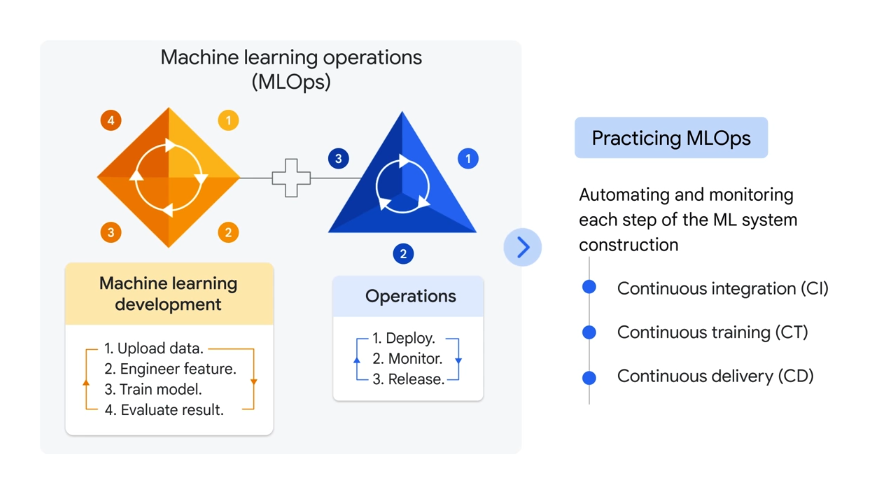 Machine learning operations
(MLOps)
4
1
3
2
3
1
2
Machine learning
development
1. Upload data.
2. Engineer feature.
3. Train model.
4. Evaluate result.
Operations
1. Deploy.
2. Monitor.
3. Release.
Practicing MLOps
Automating and monitoring
each step of the ML system
construction
Continuous integration (CI)
Continuous training (CT)
Continuous delivery (CD)